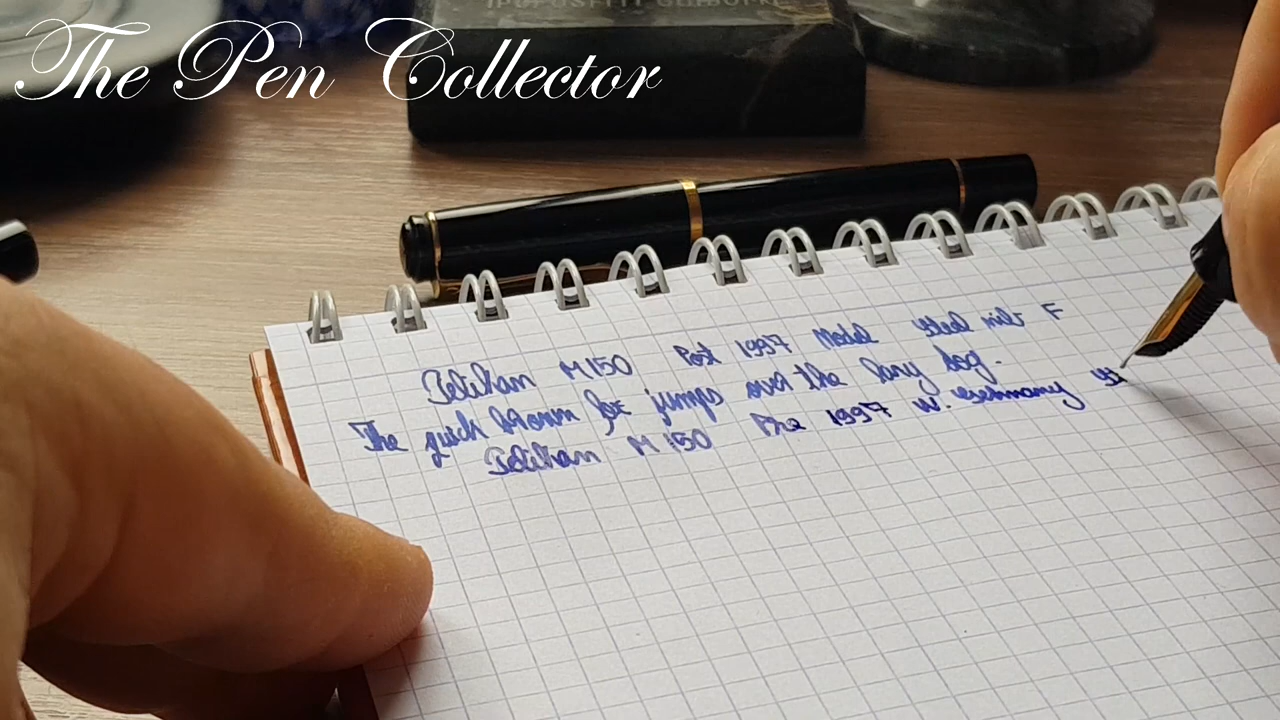 The Pen Collector
Pelikan M150 Post 1997 Model Steel nib F
The quick brown fox jumps over the lazy dog.
Pelikan M150 Pre 1997 W. Germany St